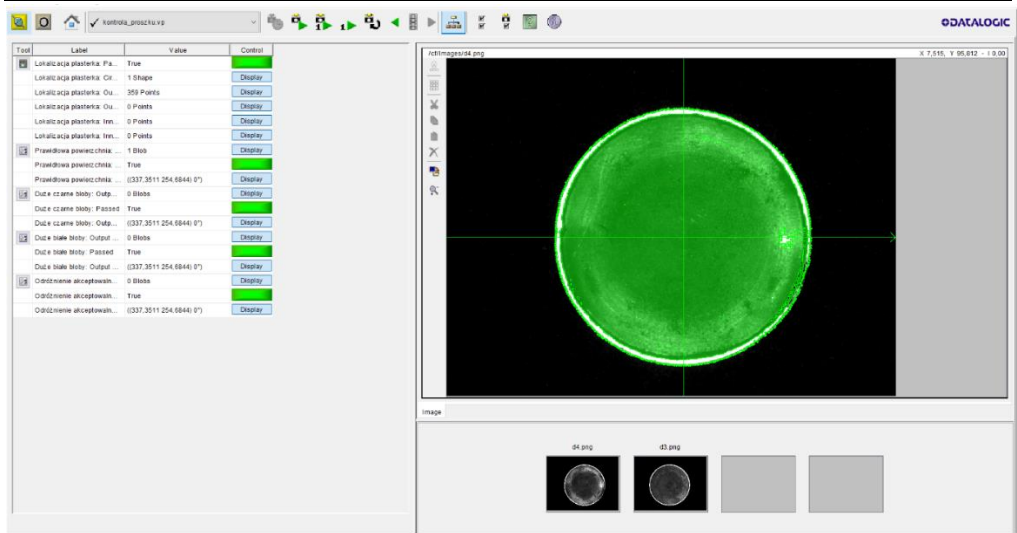 kontrola_proszku.vp
DATALOGIC
Tool Label Value Control
Lokalizacja plasterka: Pa... True
Lokalizacja plasterka: Cir... 1 Shape Display
Lokalizacja plasterka: Ou... 359 Points Display
Lokalizacja plasterka: Ou... 0 Points Display
Lokalizacja plasterka: Inn... 0 Points Display
Lokalizacja plasterka: Inn... 0 Points Display
Prawidłowa powierzchnia: ... 1 Blob Display
Prawidłowa powierzchnia: ... True
Prawidłowa powierzchnia: ... ((337,3511 254,6844) 0°) Display
Duże czarne bloby: Outp... 0 Blobs Display
Duże czarne bloby: Passed True
Duże czarne bloby: Outp... ((337,3511 254,6844) 0°) Display
Duże białe bloby: Output ... 0 Blobs Display
Duże białe bloby: Passed True
Duże białe bloby: Output ... ((337,3511 254,6844) 0°) Display
Odróżnienie akceptowaln... 0 Blobs Display
Odróżnienie akceptowaln... True
Odróżnienie akceptowaln... ((337,3511 254,6844) 0°) Display
/cfiImages/d4.png X 7,515, Y 95,812 - I 0,00
Image
d4.png d3.png